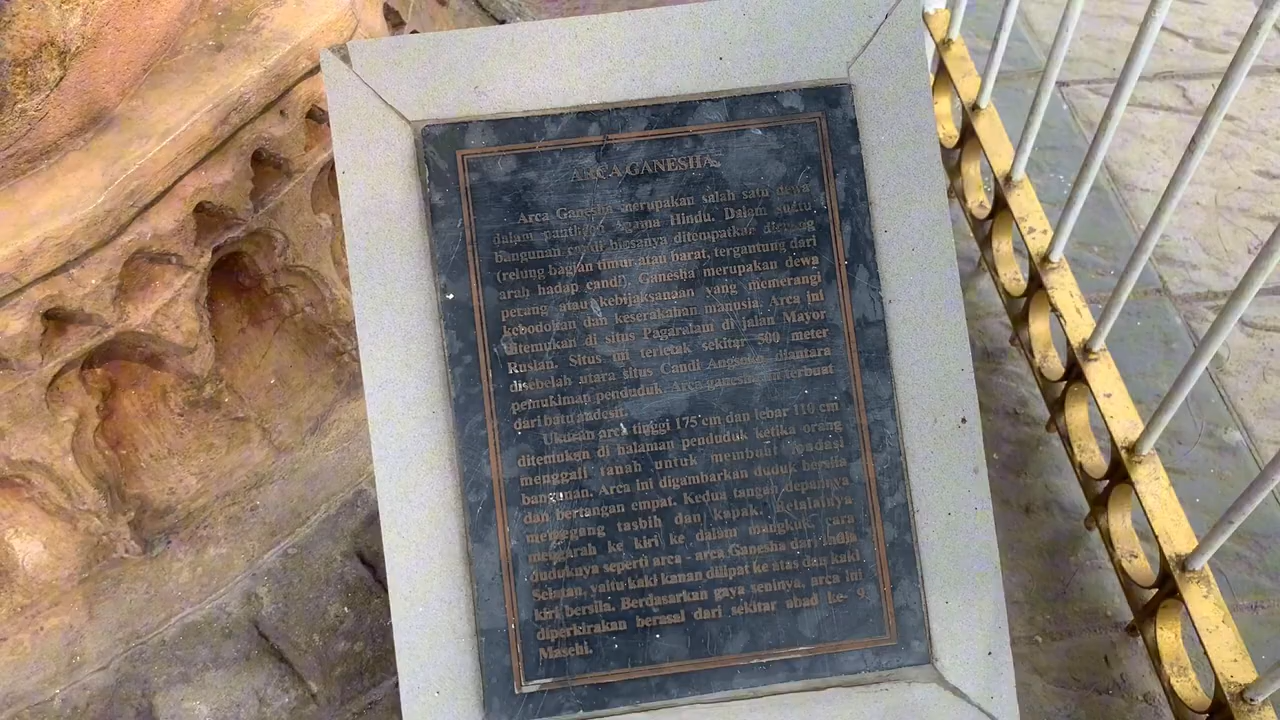 ARCA GANESHA
Arca Ganesha merupakan salah satu dewa
dalam pantheon agama Hindu. Dalam suatu
bangunan candi biasanya ditempatkan
(relung bagian timur atau barat, tergantung dari
arah hadap candi). Ganesha merupakan dewa
perang atau kebijaksanaan yang memerangi
kebodohan dan keserakahan manusia. Arca ini
ditemukan di situs Pagaralam di jalan Mayor
Ruslan. Situs ini terletak sekitar 500 meter
disebelah utara situs Candi Angsoko diantara
pemukiman penduduk Arca ganesha ini terbuat
dari batu andesit.
Ukuran arca tinggi 175 cm dan lebar 110 cm
ditemukan di halaman penduduk ketika orang
menggali tanah untuk membuat fondasi
bangunan. Arca ini digambarkan duduk bersila
dan bertangan empat. Kedua tangan depannya
memegang tasbih dan kapak. Belalainya
mengarah ke kiri ke dalam mangkuk, cara
duduknya seperti arca - arca Ganesha dari India
Selatan, yaitu kaki kanan dilipat ke atas dan kaki
kiri bersila. Berdasarkan gaya seninya, arca ini
diperkirakan berasal dari sekitar abad ke- 9
Masehi.